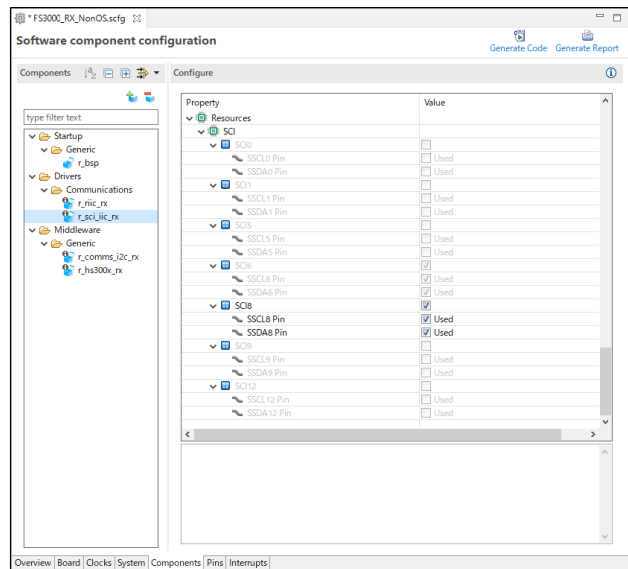 * FS3000_RX_NonOS.scfg
Software component configuration
Generate Code Generate Report
Components
Configure
type filter text
Startup
Generic
r_bsp
Drivers
Communications
r_riic_rx
r_sci_iic_rx
Middleware
Generic
r_comms_i2c_rx
r_hs300x_rx
Property Value
Resources
SCI
SCI0
SSCL0 Pin Used
SSDA0 Pin Used
SCI1
SSCL1 Pin Used
SSDA1 Pin Used
SCI5
SSCL5 Pin Used
SSDA5 Pin Used
SCI6
SSCL6 Pin Used
SSDA6 Pin Used
SCI8
SSCL8 Pin Used
SSDA8 Pin Used
SCI9
SSCL9 Pin Used
SSDA9 Pin Used
SCI12
SSCL12 Pin Used
SSDA12 Pin Used
Overview Board Clocks System Components Pins Interrupts